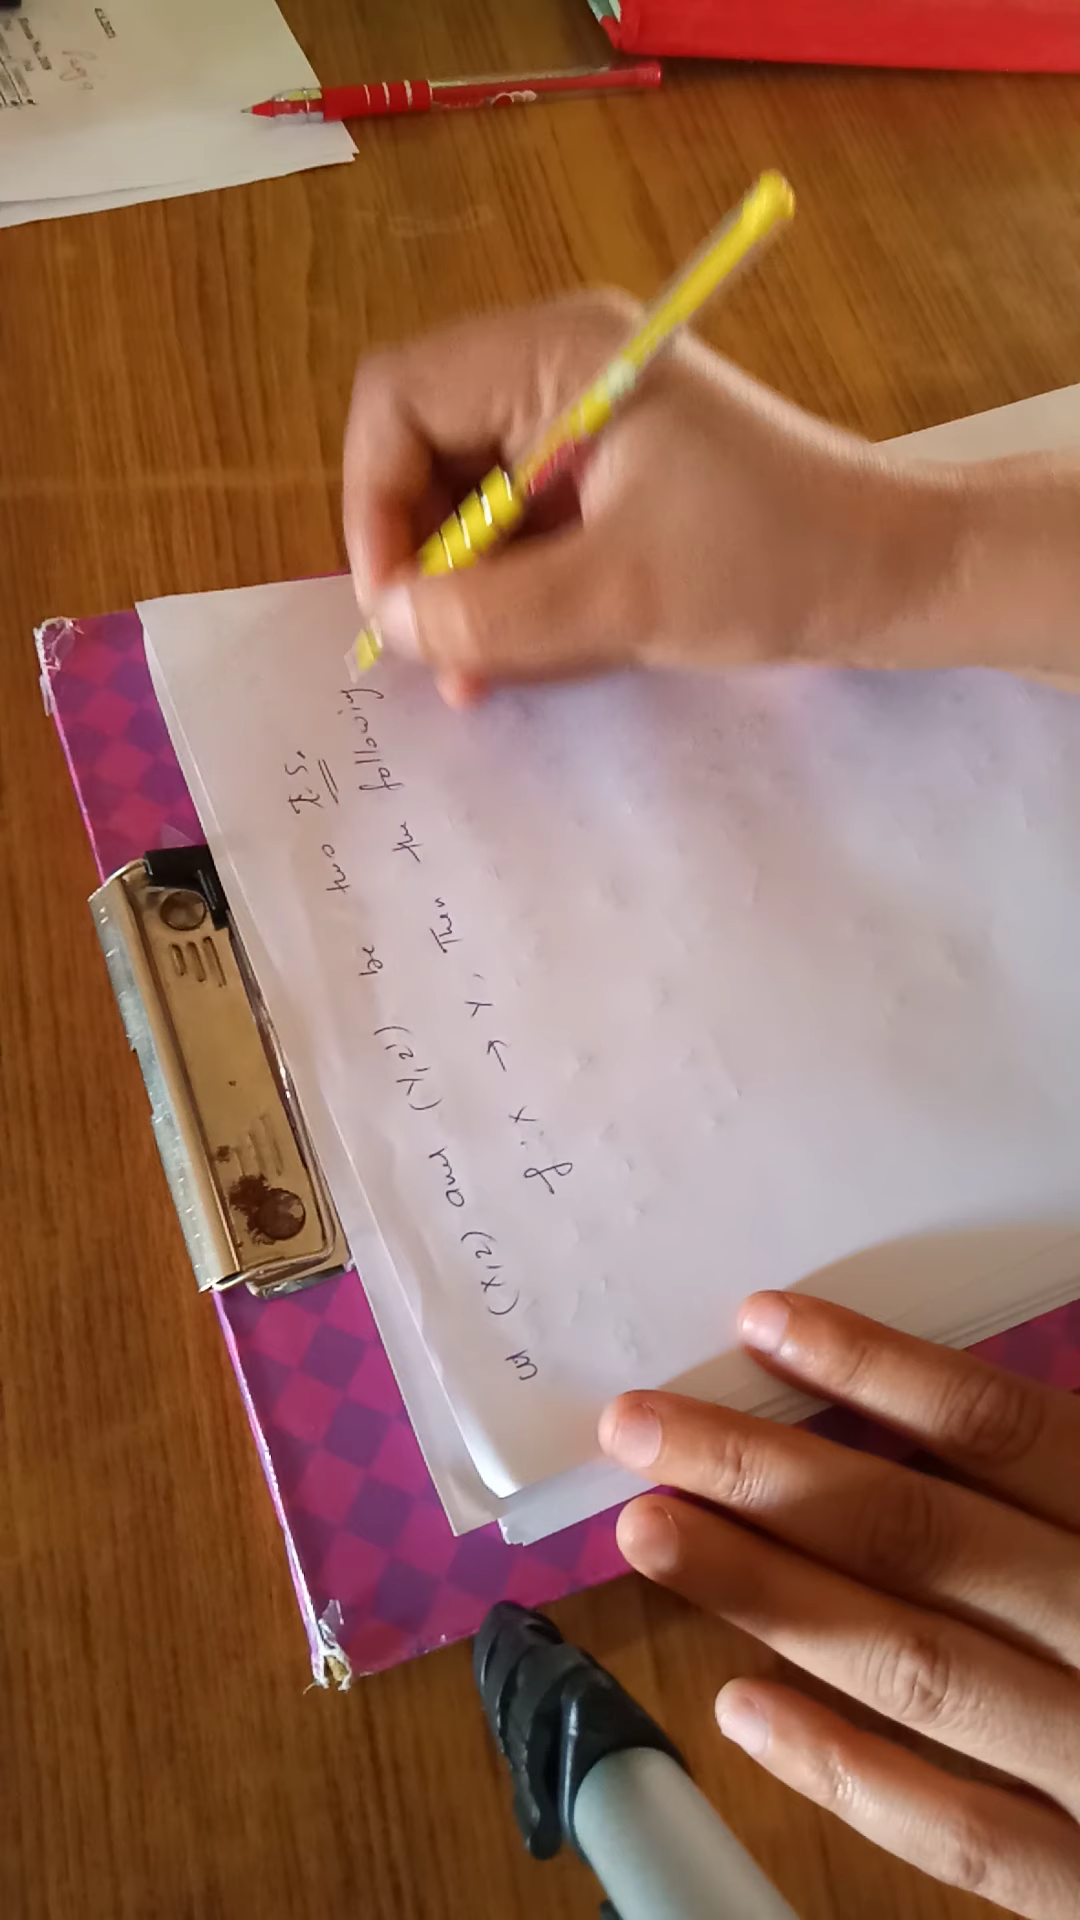 Let (X,τ) and (Y,τ') be two T.S.
f : X → Y, Then the following